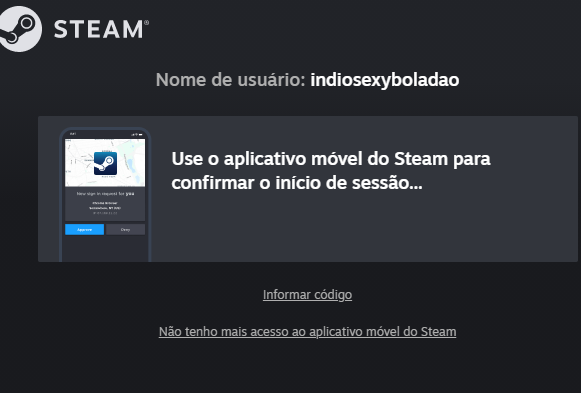 STEAM®
Nome de usuário: indiosexyboladao
Use o aplicativo móvel do Steam para
confirmar o início de sessão...
New sign in request for you
Approve
Deny
Informar código
Não tenho mais acesso ao aplicativo móvel do Steam